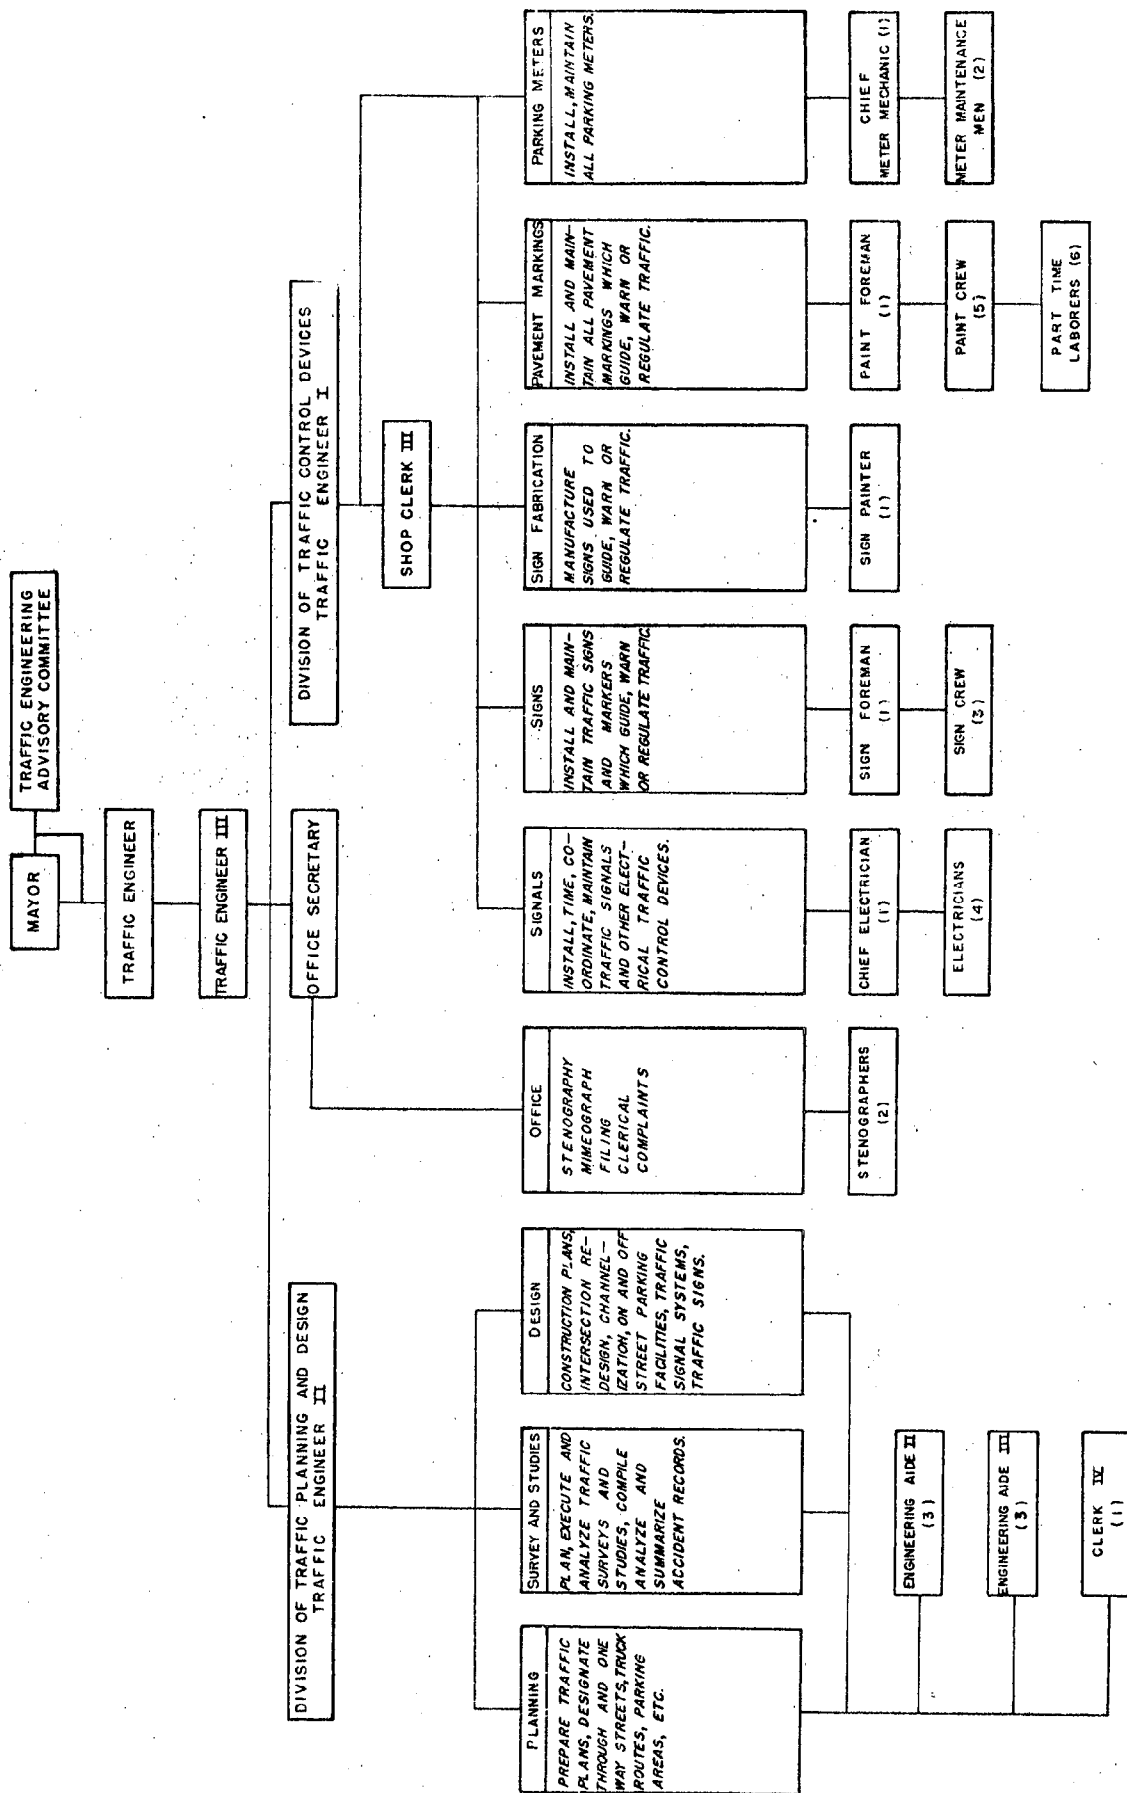 TRAFFIC ENGINEERING
ADVISORY COMMITTEE
MAYOR
TRAFFIC ENGINEER
TRAFFIC ENGINEER III
OFFICE SECRETARY
DIVISION OF TRAFFIC PLANNING AND DESIGN
TRAFFIC ENGINEER II
DIVISION OF TRAFFIC CONTROL DEVICES
TRAFFIC ENGINEER I
SHOP CLERK III
PLANNING
PREPARE TRAFFIC
PLANS, DESIGNATE
THROUGH AND ONE
WAY STREETS, TRUCK
ROUTES, PARKING
AREAS, ETC.
SURVEY AND STUDIES
PLAN, EXECUTE AND
ANALYZE TRAFFIC
SURVEYS AND
STUDIES, COMPILE
ANALYZE AND
SUMMARIZE
ACCIDENT RECORDS.
DESIGN
CONSTRUCTION PLANS,
INTERSECTION RE-
DESIGN, CHANNEL-
IZATION, ON AND OFF
STREET PARKING
FACILITIES, TRAFFIC
SIGNAL SYSTEMS,
TRAFFIC SIGNS.
ENGINEERING AIDE II
(3)
ENGINEERING AIDE III
(3)
CLERK IV
(1)
OFFICE
STENOGRAPHY
MIMEOGRAPH
FILING
CLERICAL
COMPLAINTS
STENOGRAPHERS
(2)
SIGNALS
INSTALL, TIME, CO-
ORDINATE, MAINTAIN
TRAFFIC SIGNALS
AND OTHER ELECT-
RICAL TRAFFIC
CONTROL DEVICES.
CHIEF ELECTRICIAN
(1)
ELECTRICIANS
(4)
SIGNS
INSTALL AND MAIN-
TAIN TRAFFIC SIGNS
AND MARKERS
WHICH GUIDE, WARN
OR REGULATE TRAFFIC.
SIGN FOREMAN
(1)
SIGN CREW
(3)
SIGN FABRICATION
MANUFACTURE
SIGNS USED TO
GUIDE, WARN OR
REGULATE TRAFFIC.
SIGN PAINTER
(1)
PAVEMENT MARKINGS
INSTALL AND MAIN-
TAIN ALL PAVEMENT
MARKINGS WHICH
GUIDE, WARN OR
REGULATE TRAFFIC.
PAINT FOREMAN
(1)
PAINT CREW
(5)
PART TIME
LABORERS (6)
PARKING METERS
INSTALL, MAINTAIN
ALL PARKING METERS.
CHIEF
METER MECHANIC (1)
METER MAINTENANCE
MEN (2)